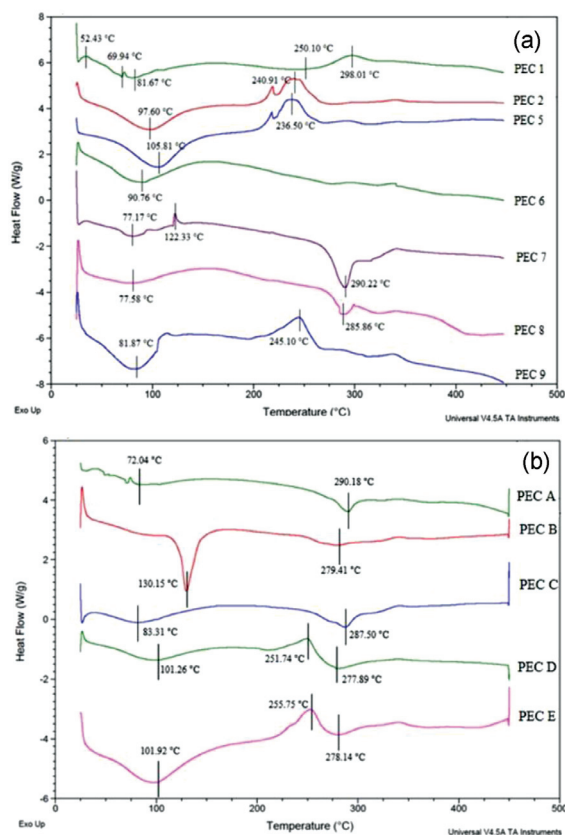 (a)
52.43 °C
69.94 °C
81.67 °C
250.10 °C
298.01 °C
PEC 1
240.91 °C
PEC 2
97.60 °C
PEC 5
236.50 °C
105.81 °C
90.76 °C
PEC 6
77.17 °C
122.33 °C
PEC 7
290.22 °C
77.58 °C
285.86 °C
PEC 8
81.87 °C
245.10 °C
PEC 9
Heat Flow (W/g)
8
6
4
2
0
-2
-4
-6
-8
0 100 200 300 400 500
Exo Up
Temperature (°C)
Universal V4.5A TA Instruments
(b)
72.04 °C
290.18 °C
PEC A
PEC B
130.15 °C
279.41 °C
PEC C
83.31 °C
287.50 °C
251.74 °C
PEC D
101.26 °C
277.89 °C
255.75 °C
PEC E
101.92 °C
278.14 °C
Heat Flow (W/g)
6
4
2
0
-2
-4
-6
0 100 200 300 400 500
Exo Up
Temperature (°C)
Universal V4.5A TA Instruments